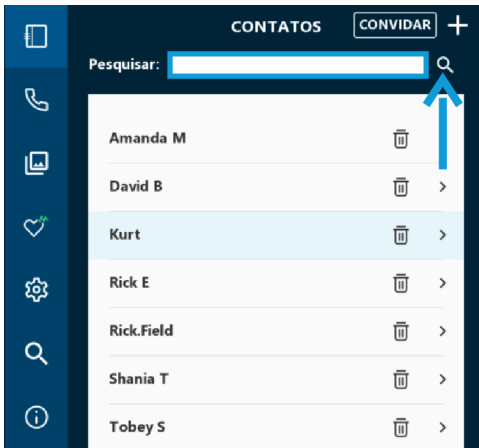 CONTATOS CONVIDAR
Pesquisar:
Amanda M
David B
Kurt
Rick E
Rick.Field
Shania T
Tobey S